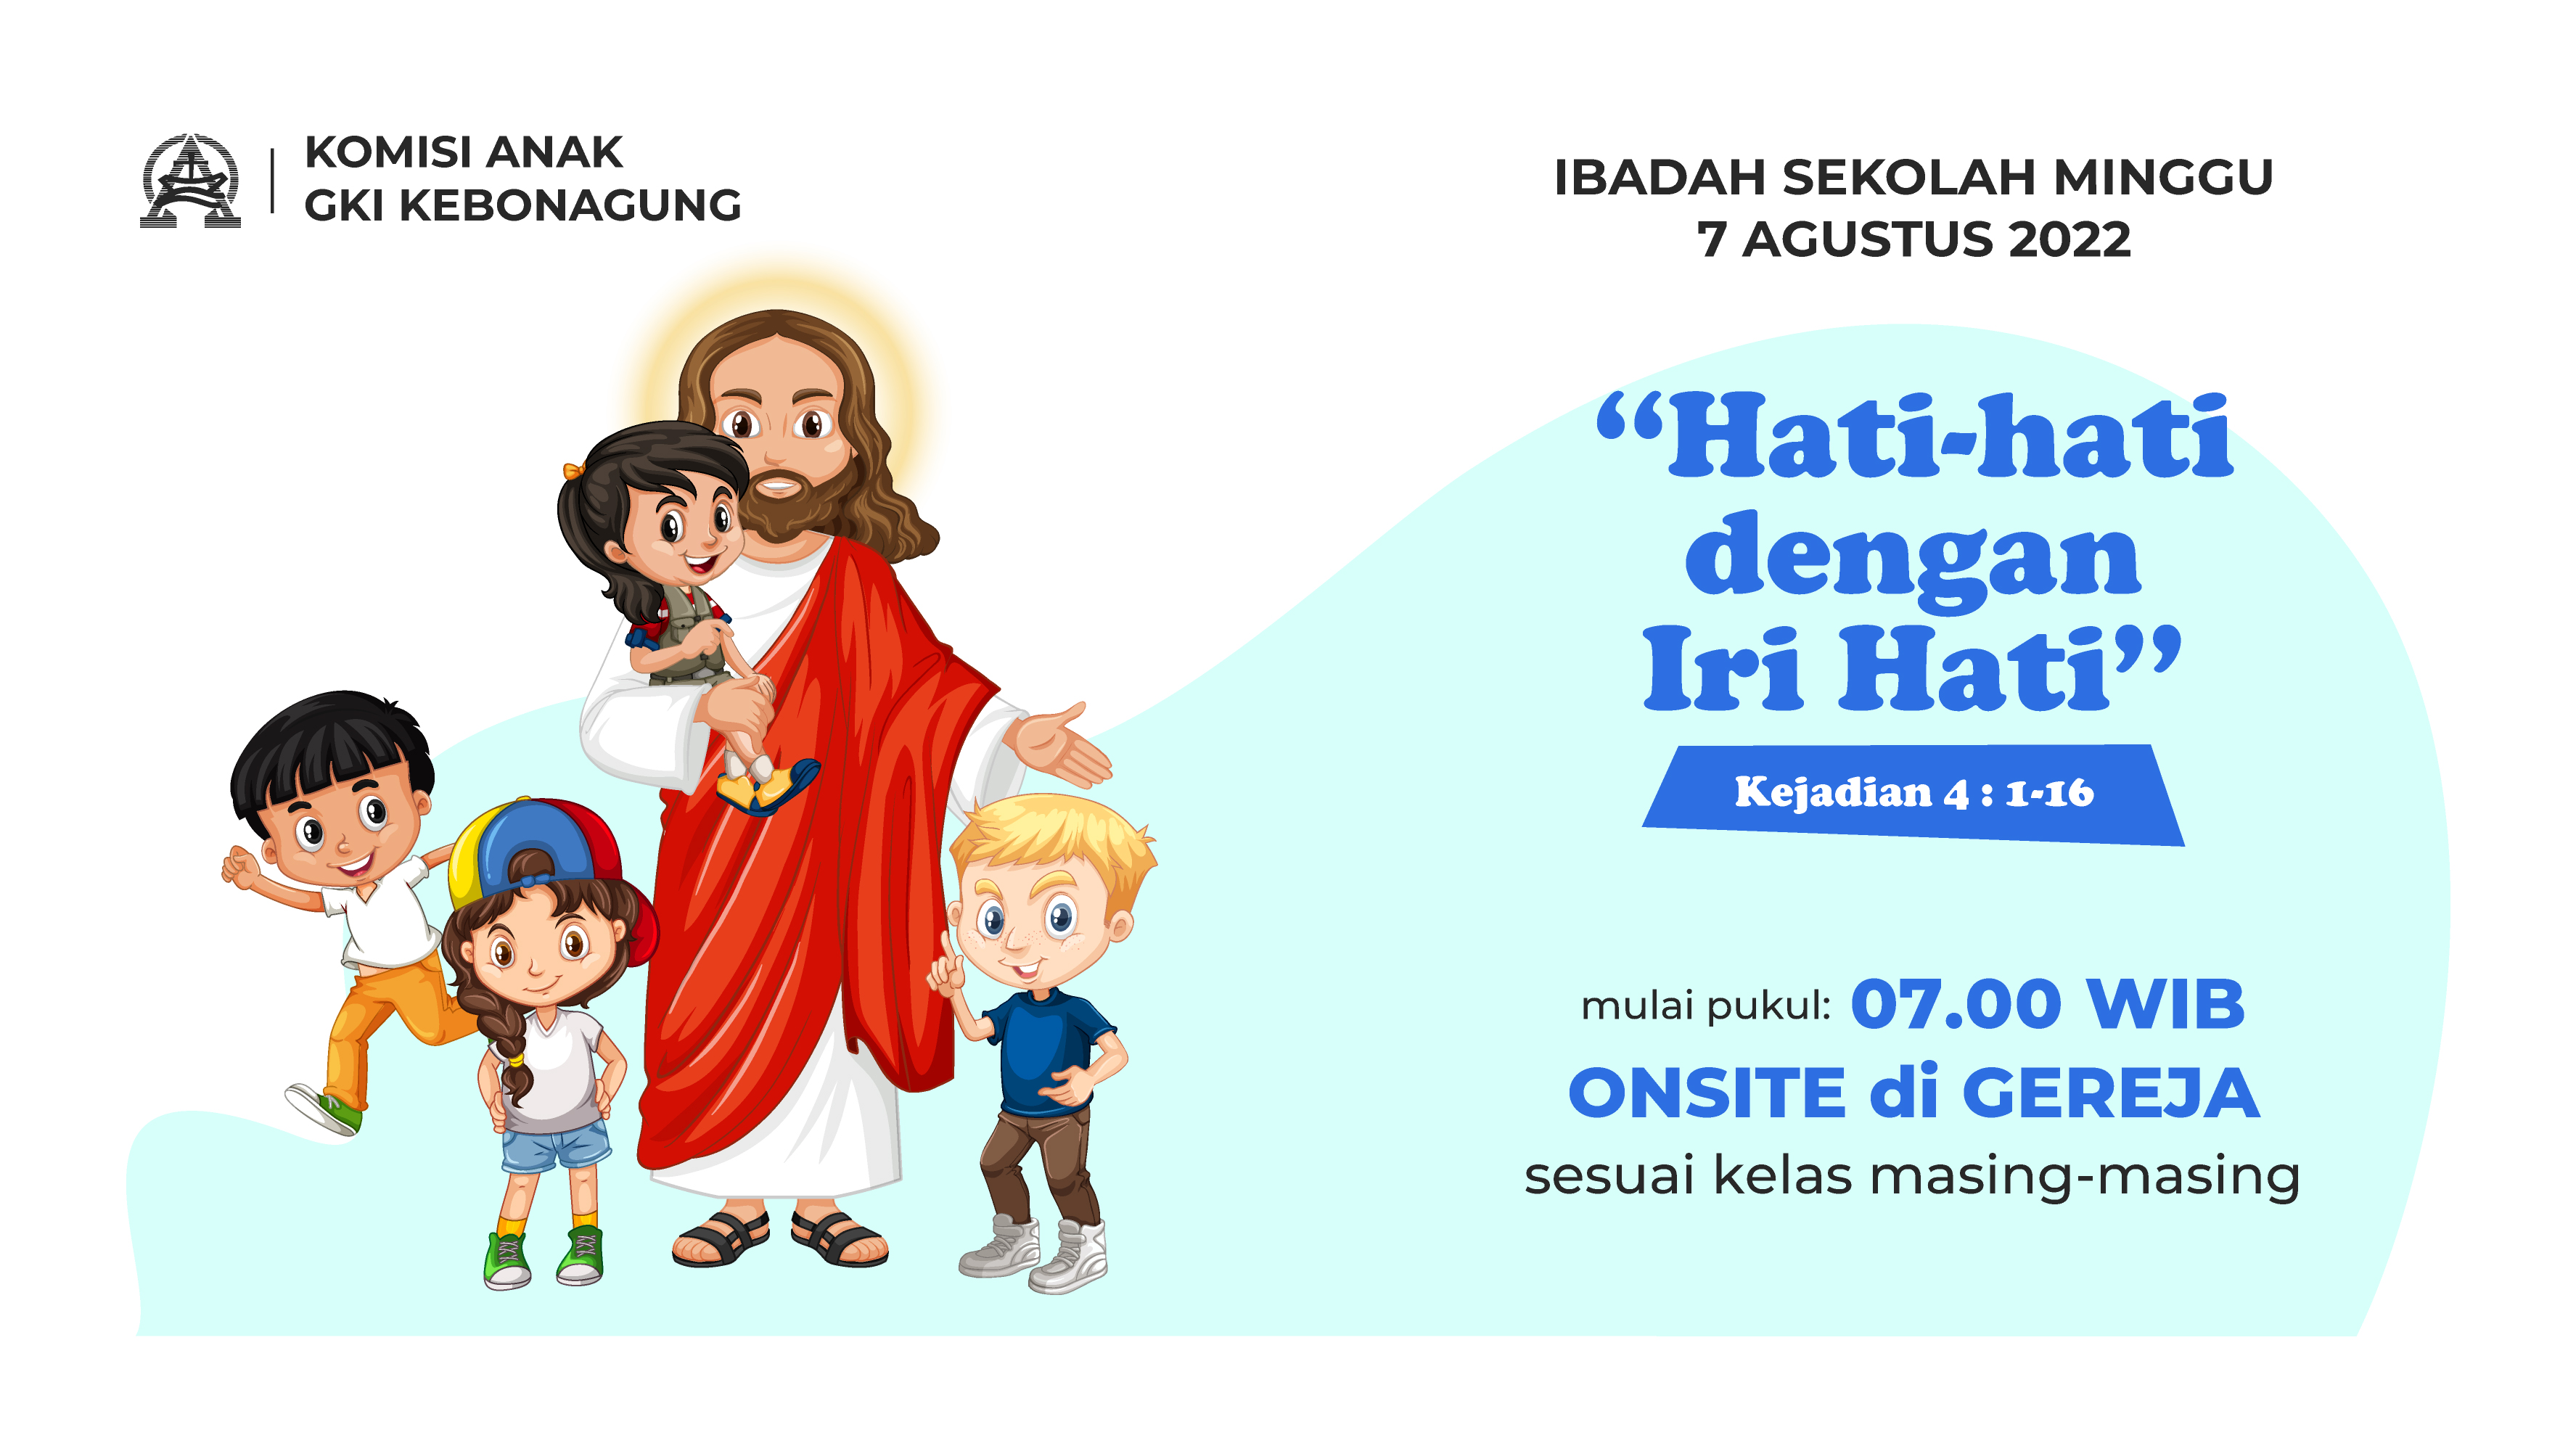 KOMISI ANAK
GKI KEBONAGUNG
IBADAH SEKOLAH MINGGU
7 AGUSTUS 2022
“Hati-hati
dengan
Iri Hati”
Kejadian 4 : 1-16
mulai pukul: 07.00 WIB
ONSITE di GEREJA
sesuai kelas masing-masing